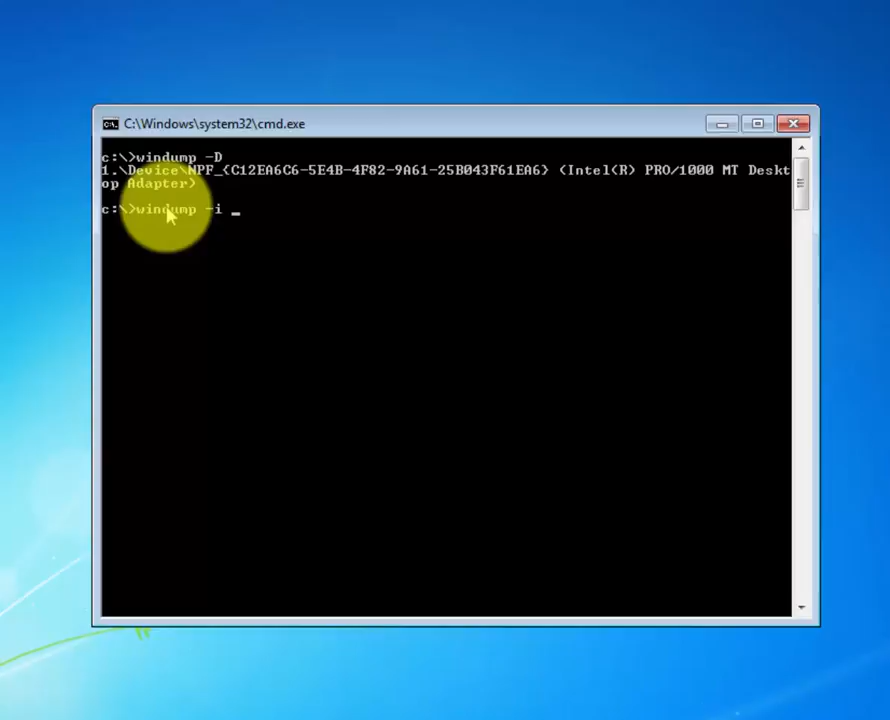 C:\Windows\system32\cmd.exe
c:\>windump -D
1.\Device\NPF_{C12EA6C6-5E4B-4F82-9A61-25B043F61EA6} (Intel(R) PRO/1000 MT Deskt
op Adapter)
c:\>windump -i _